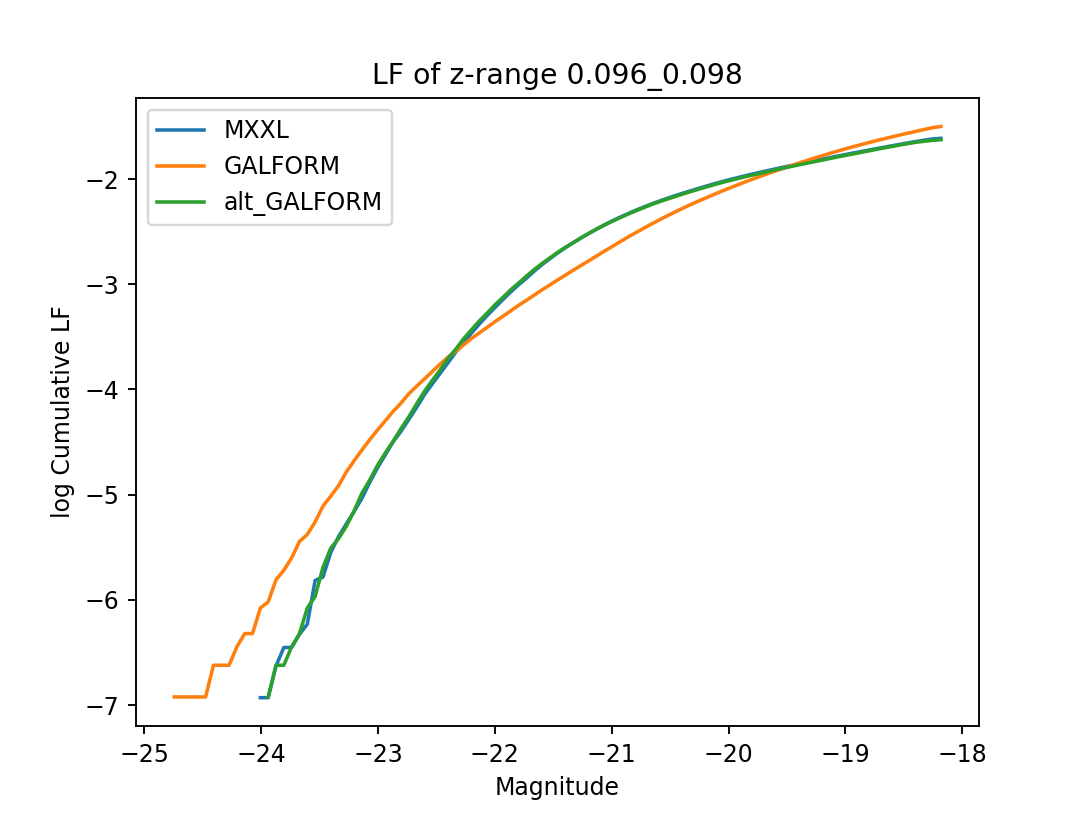 LF of z-range 0.096_0.098
MXXL
GALFORM
alt_GALFORM
log Cumulative LF
−2
−3
−4
−5
−6
−7
−25 −24 −23 −22 −21 −20 −19 −18
Magnitude